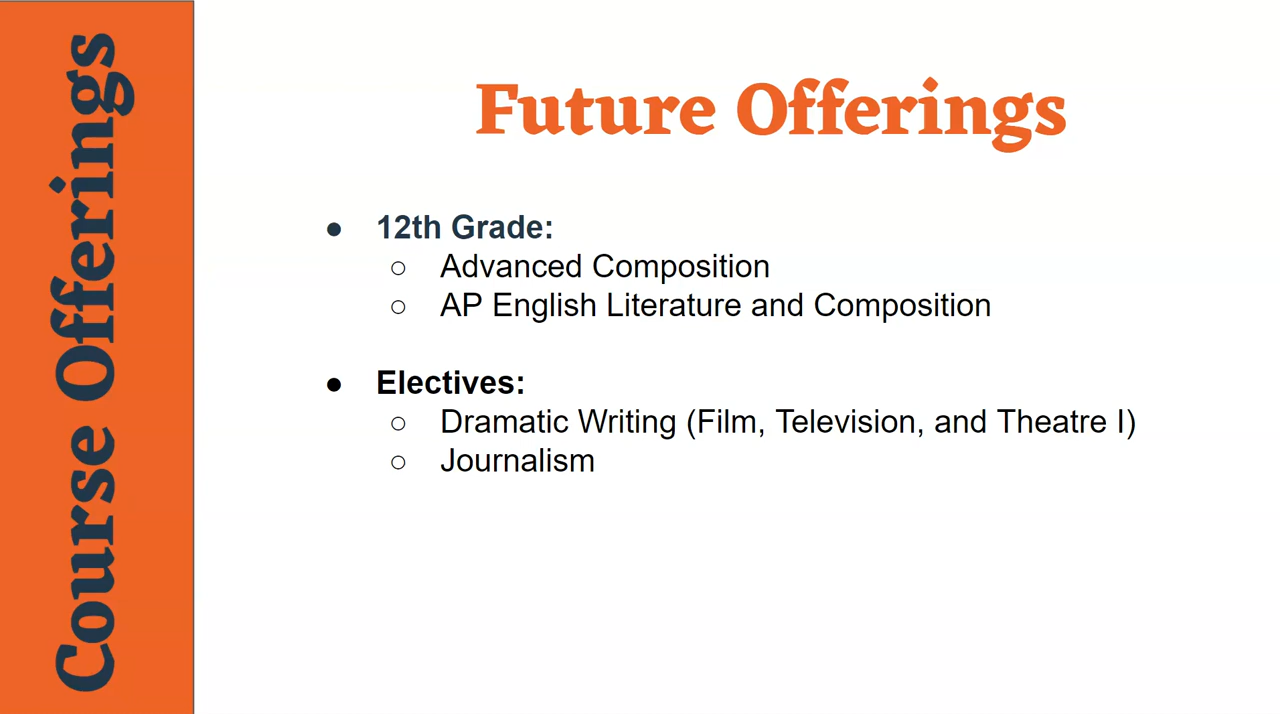 Course Offerings
Future Offerings
● 12th Grade:
○ Advanced Composition
○ AP English Literature and Composition
● Electives:
○ Dramatic Writing (Film, Television, and Theatre I)
○ Journalism